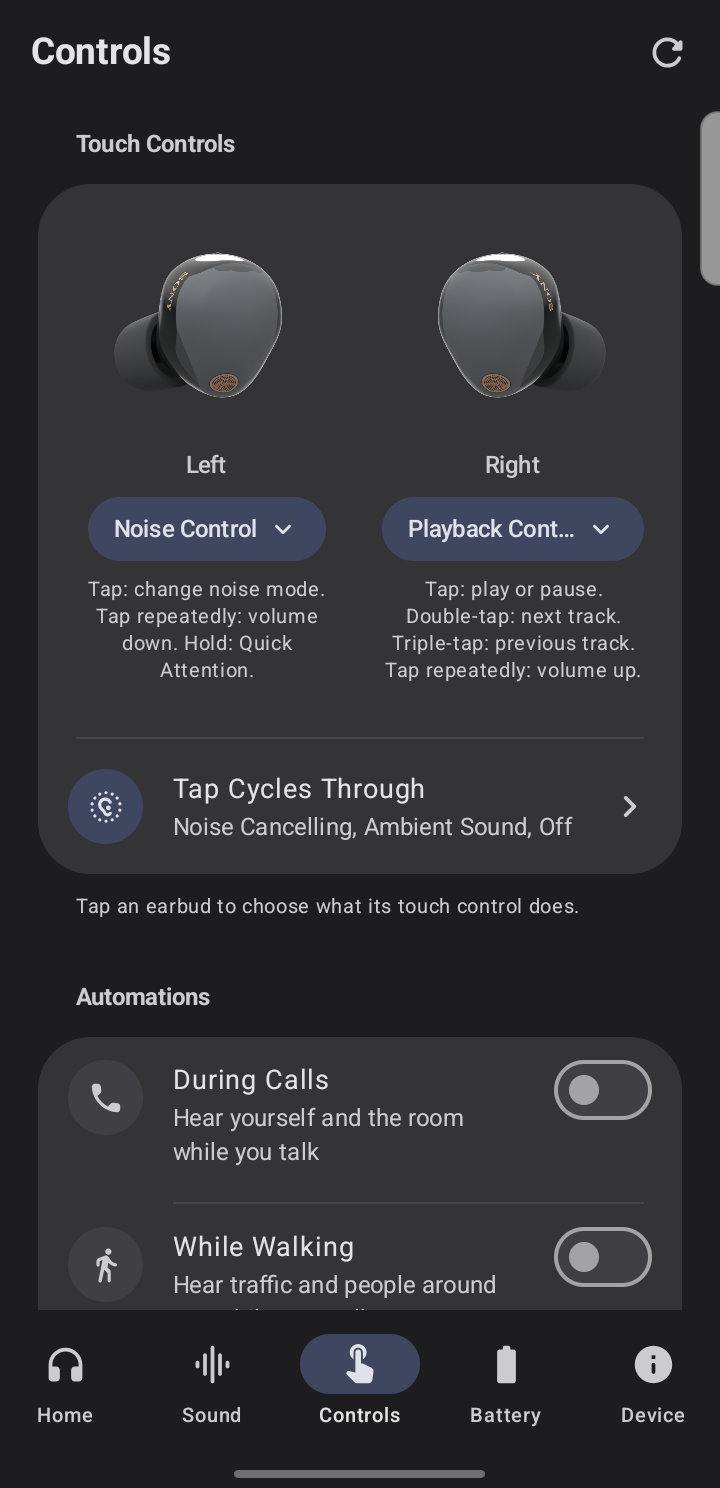 Controls
Touch Controls
SONY
SONY
Left
Right
Noise Control
Playback Cont...
Tap: change noise mode.
Tap repeatedly: volume
down. Hold: Quick
Attention.
Tap: play or pause.
Double-tap: next track.
Triple-tap: previous track.
Tap repeatedly: volume up.
Tap Cycles Through
Noise Cancelling, Ambient Sound, Off
Tap an earbud to choose what its touch control does.
Automations
During Calls
Hear yourself and the room
while you talk
While Walking
Hear traffic and people around
Home
Sound
Controls
Battery
Device